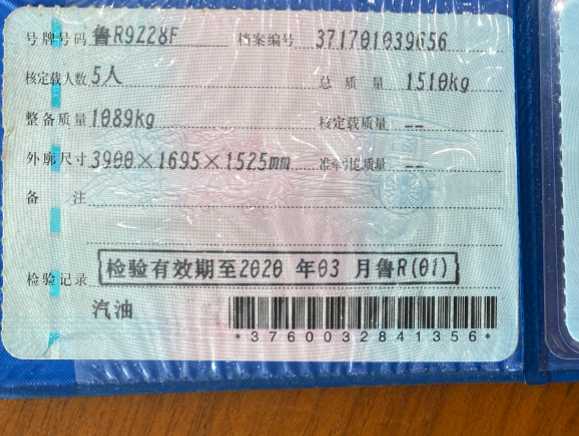 号牌号码 鲁R9Z28F 档案编号 371701039656
核定载人数 5人 总质量 1510kg
整备质量 1089kg 核定载质量 --
外廓尺寸 3900×1695×1525mm 准牵引总质量 --
备注
检验记录 检验有效期至2020 年03 月鲁R(01)
汽油
*3760032841356*